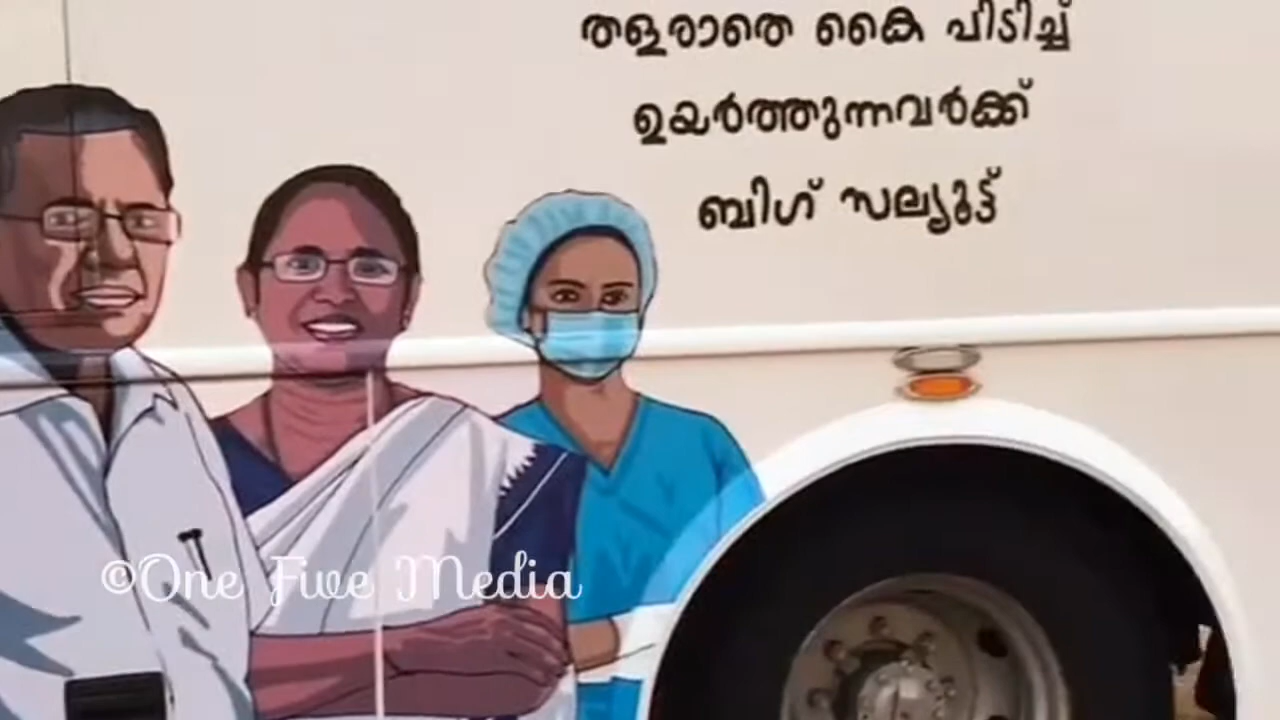 തളരാതെ കൈ പിടിച്ച്
ഉയർത്തുന്നവർക്ക്
ബിഗ് സല്യൂട്ട്
©One Five Media